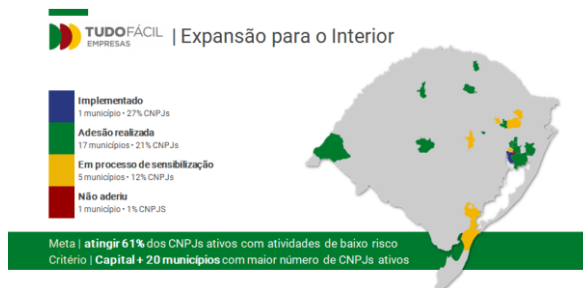 TUDOFÁCIL | Expansão para o Interior
EMPRESAS
Implementado
1 município • 27% CNPJs
Adesão realizada
17 municípios • 21% CNPJs
Em processo de sensibilização
5 municípios • 12% CNPJs
Não aderiu
1 município • 1% CNPJS
Meta | atingir 61% dos CNPJs ativos com atividades de baixo risco
Critério | Capital + 20 municípios com maior número de CNPJs ativos